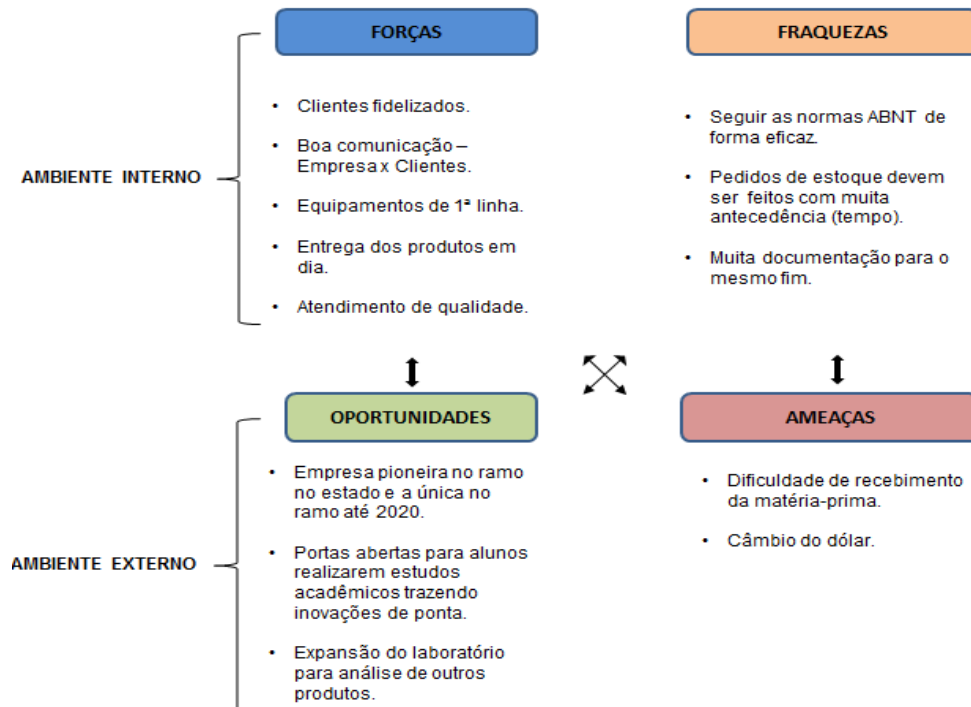 FORÇAS
FRAQUEZAS
AMBIENTE INTERNO
• Clientes fidelizados.
• Boa comunicação –
Empresa x Clientes.
• Equipamentos de 1ª linha.
• Entrega dos produtos em
dia.
• Atendimento de qualidade.
• Seguir as normas ABNT de
forma eficaz.
• Pedidos de estoque devem
ser feitos com muita
antecedência (tempo).
• Muita documentação para o
mesmo fim.
OPORTUNIDADES
AMEAÇAS
AMBIENTE EXTERNO
• Empresa pioneira no ramo
no estado e a única no
ramo até 2020.
• Portas abertas para alunos
realizarem estudos
acadêmicos trazendo
inovações de ponta.
• Expansão do laboratório
para análise de outros
produtos.
• Dificuldade de recebimento
da matéria-prima.
• Câmbio do dólar.